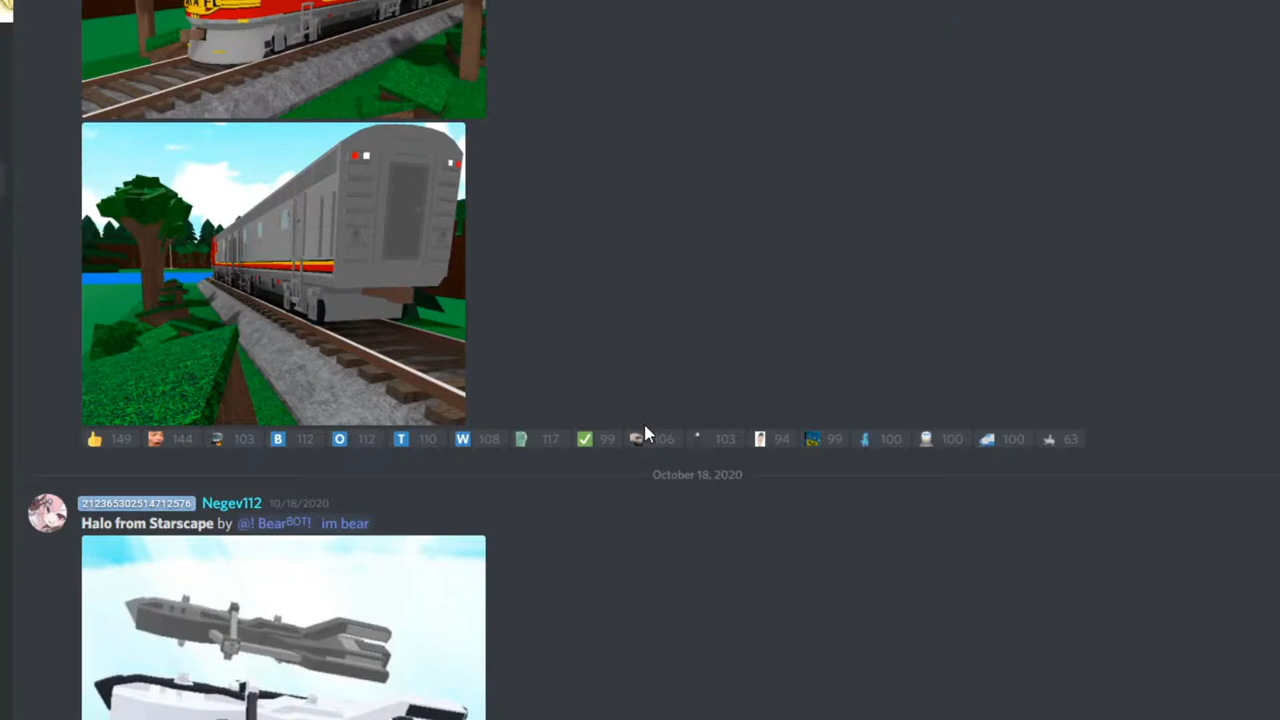 149 144 103 B 112 O 112 T 110 W 108 117 99 103 94 99 100 100 100 63
October 18, 2020
212365302514712576 Negev112 10/18/2020
Halo from Starscape by @! Bearᴮᴼᵀ! im bear